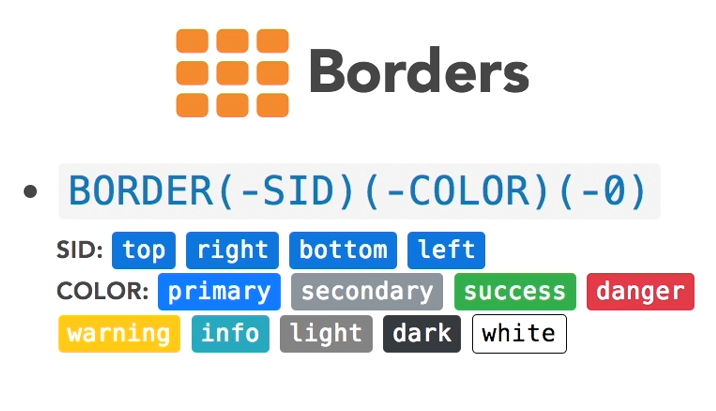 Borders
• BORDER(-SID)(-COLOR)(-0)
SID: top right bottom left
COLOR: primary secondary success danger
warning info light dark white